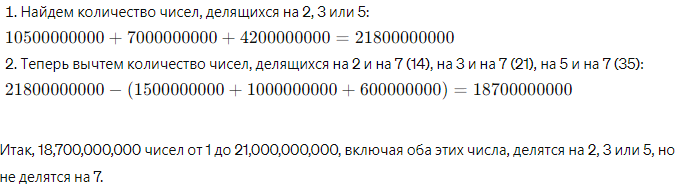 1. Найдем количество чисел, делящихся на 2, 3 или 5:
10500000000 + 7000000000 + 4200000000 = 21800000000
2. Теперь вычтем количество чисел, делящихся на 2 и на 7 (14), на 3 и на 7 (21), на 5 и на 7 (35):
21800000000 − (1500000000 + 1000000000 + 600000000) = 18700000000
Итак, 18,700,000,000 чисел от 1 до 21,000,000,000, включая оба этих числа, делятся на 2, 3 или 5, но
не делятся на 7.